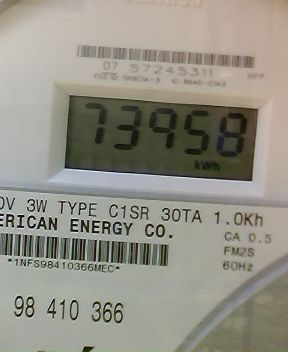 07 57245311
73958
kWh
3W TYPE C1SR 30TA 1.0Kh
ERICAN ENERGY CO.
CA 0.5
FM2S
*1NFS98410366MEC*
60Hz
98 410 366